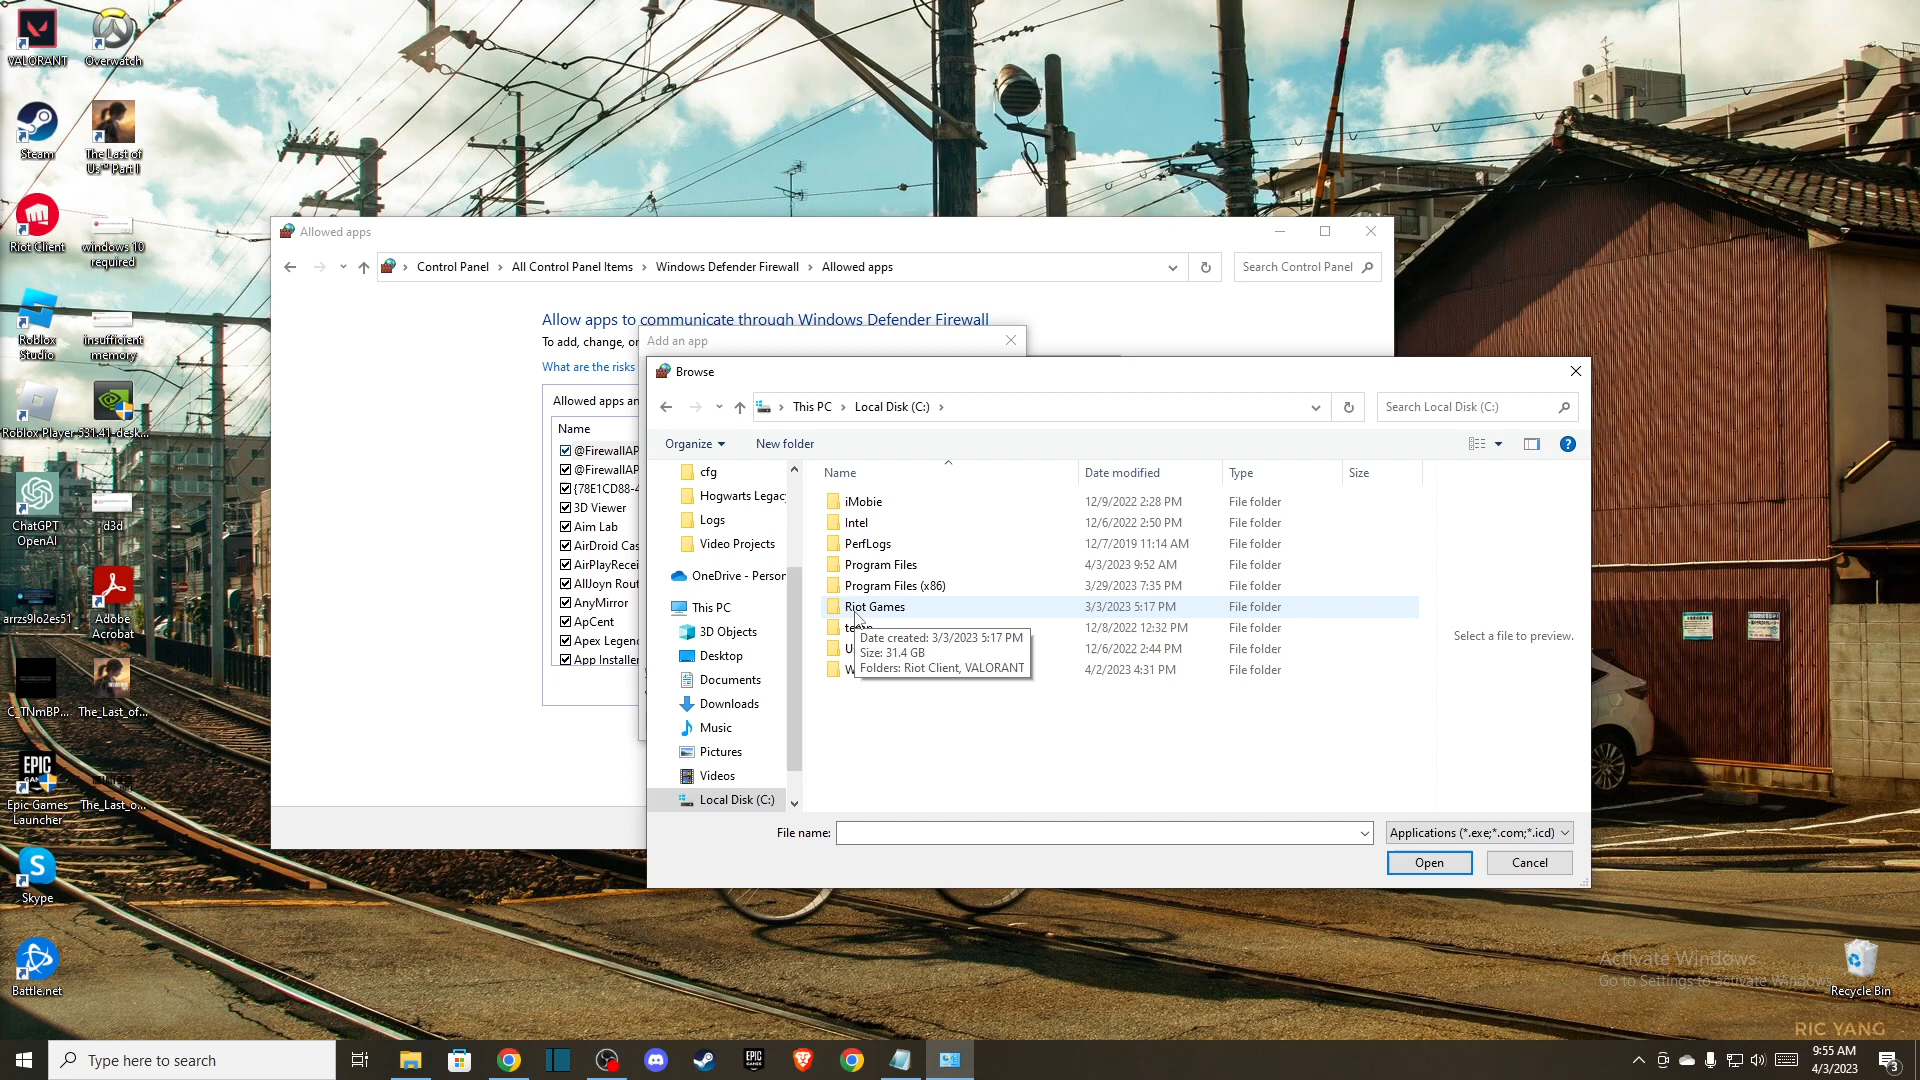 VALORANT
Overwatch
Steam
The Last of
Us™ Part I
Riot Client
windows 10
required
Roblox
Studio
insufficient
memory
Roblox Player
531.41-desk...
ChatGPT
OpenAI
d3d
arrzs9lo2es51
Adobe
Acrobat
C_TNmBP...
The_Last_of...
EPIC
Epic Games
Launcher
The_Last_o...
Skype
Battle.net
Allowed apps
Control Panel
All Control Panel Items
Windows Defender Firewall
Allowed apps
Search Control Panel
Allow apps to communicate through Windows Defender Firewall
To add, change, or
What are the risks
Allowed apps an
Name
@FirewallAP
@FirewallAP
{78E1CD88-4
3D Viewer
Aim Lab
AirDroid Cas
AirPlayRecei
AllJoyn Rout
AnyMirror
ApCent
Apex Legend
App Installer
Add an app
Browse
This PC
Local Disk (C:)
Search Local Disk (C:)
Organize
New folder
cfg
Hogwarts Legac
Logs
Video Projects
OneDrive - Person
This PC
3D Objects
Desktop
Documents
Downloads
Music
Pictures
Videos
Local Disk (C:)
Name Date modified Type Size
iMobie 12/9/2022 2:28 PM File folder
Intel 12/6/2022 2:50 PM File folder
PerfLogs 12/7/2019 11:14 AM File folder
Program Files 4/3/2023 9:52 AM File folder
Program Files (x86) 3/29/2023 7:35 PM File folder
Riot Games 3/3/2023 5:17 PM File folder
12/8/2022 12:32 PM File folder
U 12/6/2022 2:44 PM File folder
W 4/2/2023 4:31 PM File folder
Date created: 3/3/2023 5:17 PM
Size: 31.4 GB
Folders: Riot Client, VALORANT
Select a file to preview.
File name:
Applications (*.exe;*.com;*.icd)
Open
Cancel
Activate Windows
Go to Settings to activate Windows.
Recycle Bin
RIC YANG
Type here to search
EPIC
GAMES
9:55 AM
4/3/2023
3